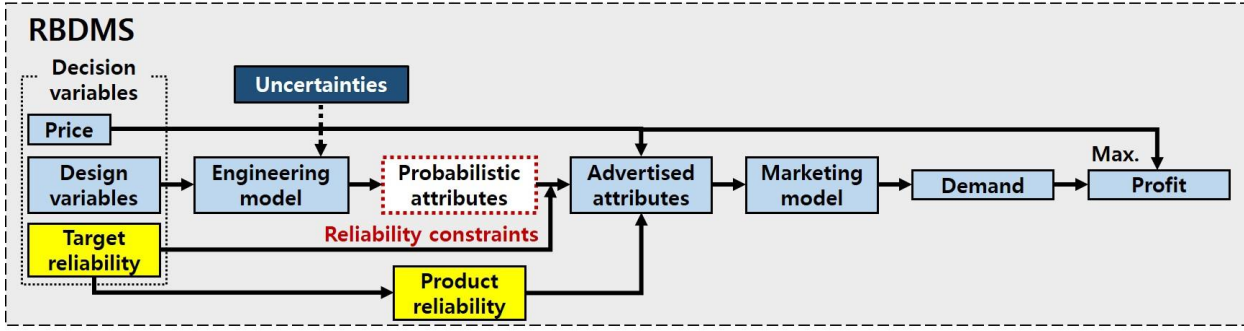 RBDMS
Decision
variables
Uncertainties
Price
Max.
Design
variables
Engineering
model
Probabilistic
attributes
Advertised
attributes
Marketing
model
Demand
Profit
Target
reliability
Reliability constraints
Product
reliability